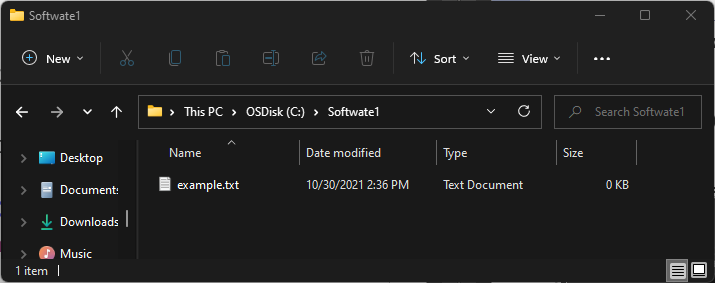 Softwate1
New Sort View
This PC OSDisk (C:) Softwate1 Search Softwate1
Name Date modified Type Size
example.txt 10/30/2021 2:36 PM Text Document 0 KB
Desktop
Documents
Downloads
Music
1 item